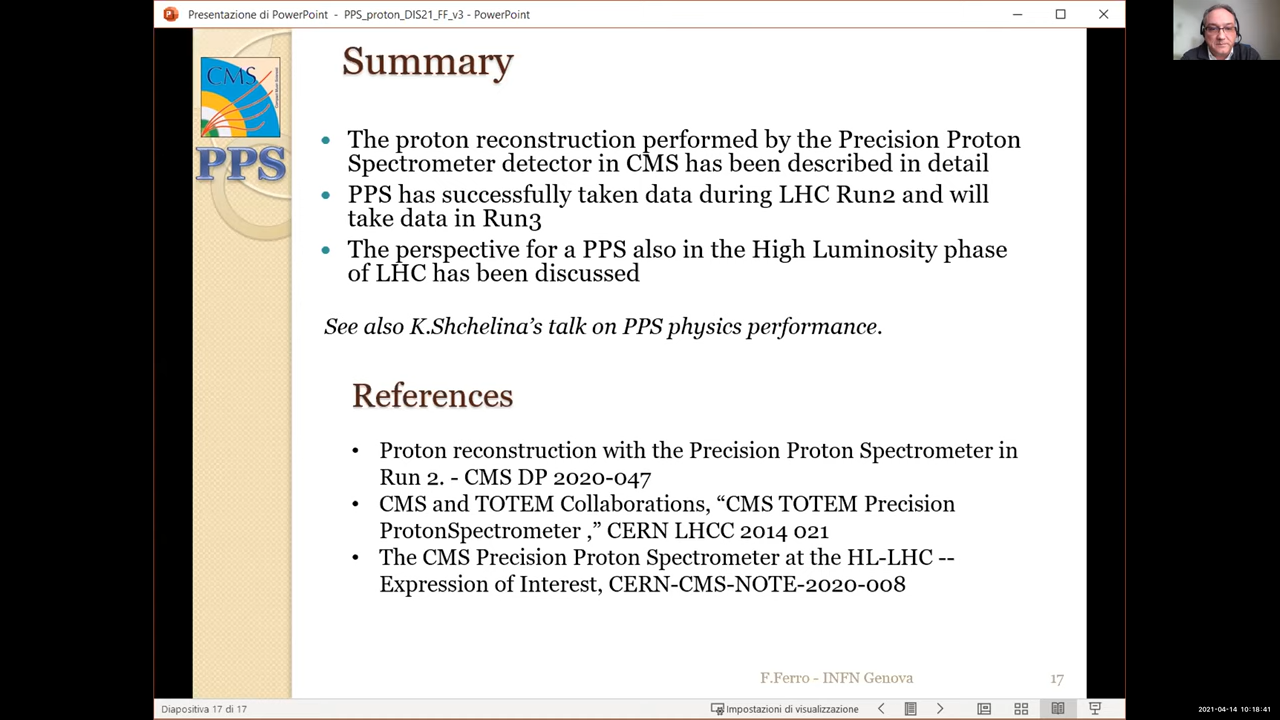 Presentazione di PowerPoint - PPS_proton_DIS21_FF_v3 - PowerPoint
CMS
PPS
Summary
The proton reconstruction performed by the Precision Proton
Spectrometer detector in CMS has been described in detail
PPS has successfully taken data during LHC Run2 and will
take data in Run3
The perspective for a PPS also in the High Luminosity phase
of LHC has been discussed
See also K.Shchelina’s talk on PPS physics performance.
References
• Proton reconstruction with the Precision Proton Spectrometer in
Run 2. - CMS DP 2020-047
• CMS and TOTEM Collaborations, “CMS TOTEM Precision
ProtonSpectrometer ,” CERN LHCC 2014 021
• The CMS Precision Proton Spectrometer at the HL-LHC --
Expression of Interest, CERN-CMS-NOTE-2020-008
F.Ferro - INFN Genova
17
Diapositiva 17 di 17
Impostazioni di visualizzazione
2021-04-14 10:18:41